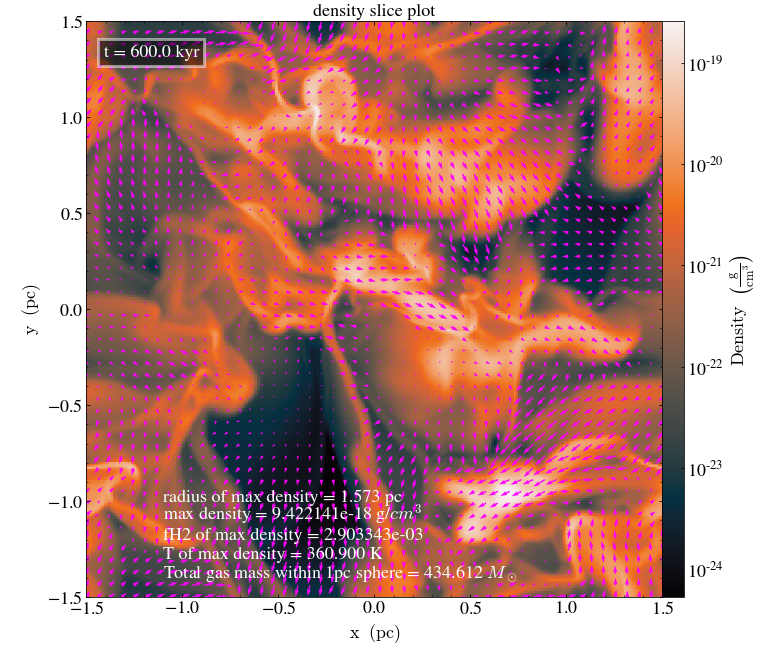 density slice plot
t = 600.0 kyr
1.5
1.0
0.5
0.0
−0.5
−1.0
−1.5
y (pc)
radius of max density = 1.573 pc
max density = 9.422141e-18 g/cm³
fH2 of max density = 2.903343e-03
T of max density = 360.900 K
Total gas mass within 1pc sphere = 434.612 M⊙
−1.5 −1.0 −0.5 0.0 0.5 1.0 1.5
x (pc)
10⁻¹⁹
10⁻²⁰
10⁻²¹
10⁻²²
10⁻²³
10⁻²⁴
Density (g/cm³)